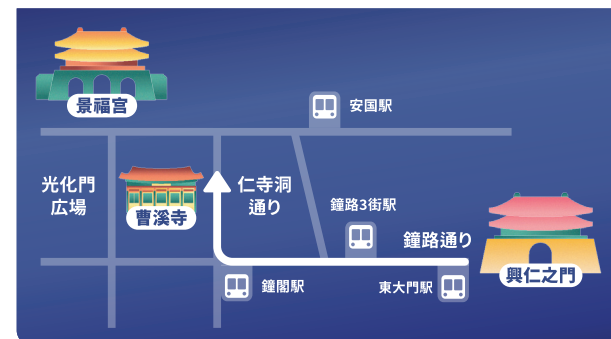 景福宮
安国駅
光化門
広場
曹溪寺
仁寺洞
通り
鐘路3街駅
鐘路通り
興仁之門
鐘閣駅
東大門駅